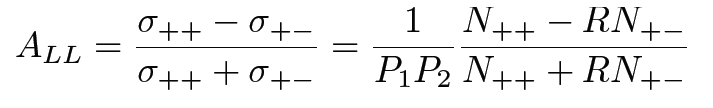 $A_{LL} = \frac{\sigma_{++} - \sigma_{+-}}{\sigma_{++} + \sigma_{+-}} = \frac{1}{P_1 P_2} \frac{N_{++} - R N_{+-}}{N_{++} + R N_{+-}}$